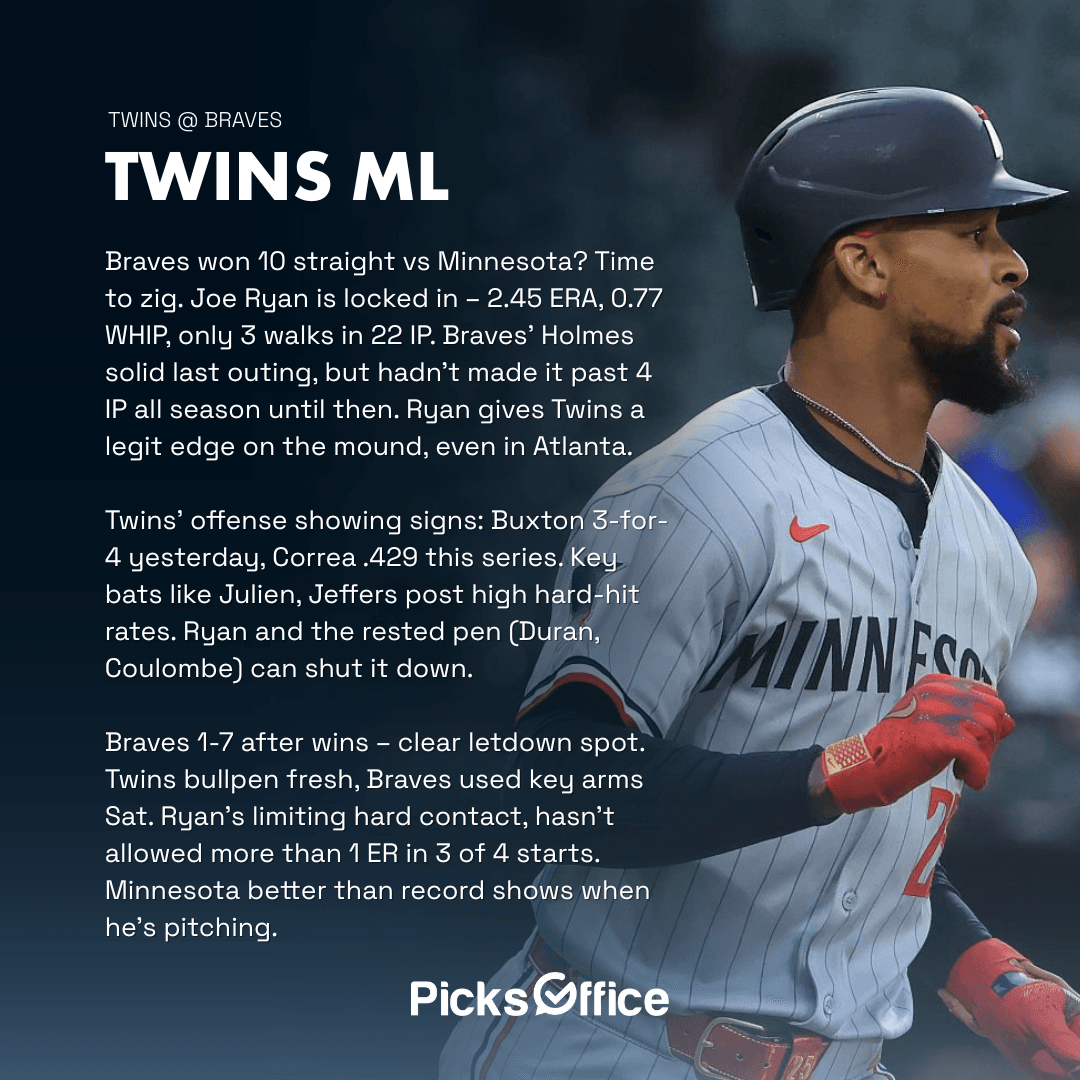 TWINS @ BRAVES
TWINS ML
Braves won 10 straight vs Minnesota? Time
to zig. Joe Ryan is locked in – 2.45 ERA, 0.77
WHIP, only 3 walks in 22 IP. Braves' Holmes
solid last outing, but hadn't made it past 4
IP all season until then. Ryan gives Twins a
legit edge on the mound, even in Atlanta.
Twins' offense showing signs: Buxton 3-for-
4 yesterday, Correa .429 this series. Key
bats like Julien, Jeffers post high hard-hit
rates. Ryan and the rested pen (Duran,
Coulombe) can shut it down.
Braves 1-7 after wins – clear letdown spot.
Twins bullpen fresh, Braves used key arms
Sat. Ryan's limiting hard contact, hasn't
allowed more than 1 ER in 3 of 4 starts.
Minnesota better than record shows when
he's pitching.
PicksOffice
MINNESOT
25